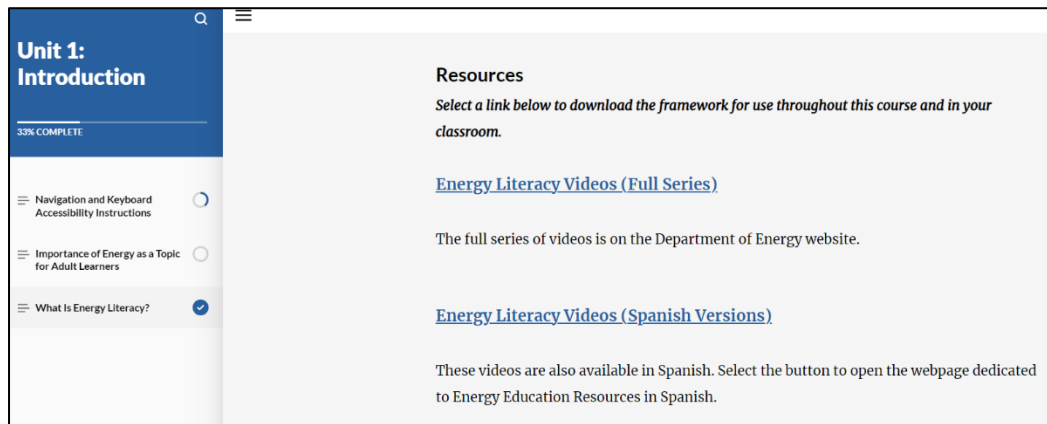 Unit 1:
Introduction
33% COMPLETE
Navigation and Keyboard
Accessibility Instructions
Importance of Energy as a Topic
for Adult Learners
What Is Energy Literacy?
Resources
Select a link below to download the framework for use throughout this course and in your
classroom.
Energy Literacy Videos (Full Series)
The full series of videos is on the Department of Energy website.
Energy Literacy Videos (Spanish Versions)
These videos are also available in Spanish. Select the button to open the webpage dedicated
to Energy Education Resources in Spanish.